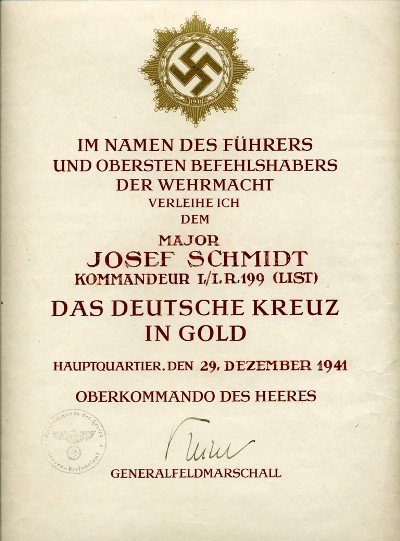 1941
IM NAMEN DES FÜHRERS
UND OBERSTEN BEFEHLSHABERS
DER WEHRMACHT
VERLEIHE ICH
DEM
MAJOR
JOSEF SCHMIDT
KOMMANDEUR I./I.R.199 (LIST)
DAS DEUTSCHE KREUZ
IN GOLD
HAUPTQUARTIER, DEN 29. DEZEMBER 1941
OBERKOMMANDO DES HEERES
GENERALFELDMARSCHALL